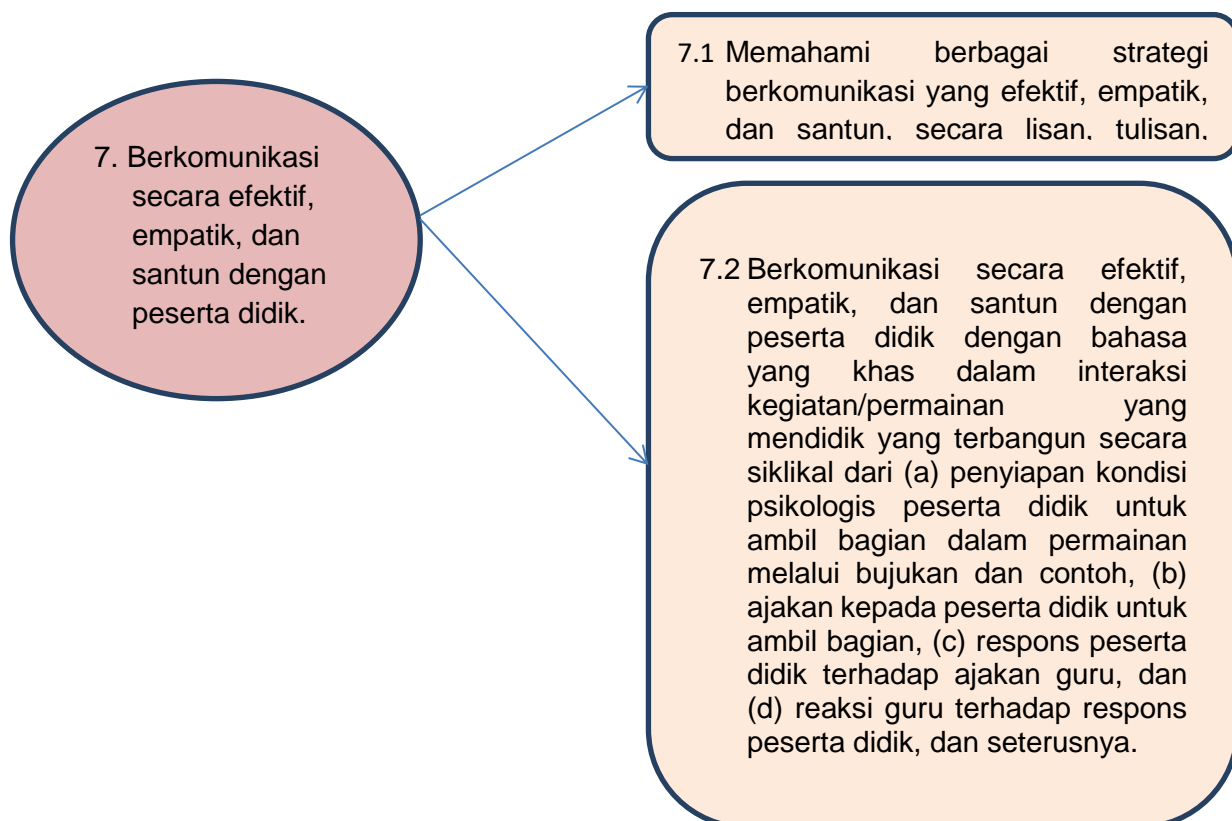 7. Berkomunikasi
secara efektif,
empatik, dan
santun dengan
peserta didik.
7.1 Memahami berbagai strategi
berkomunikasi yang efektif, empatik,
dan santun, secara lisan, tulisan,
7.2 Berkomunikasi secara efektif,
empatik, dan santun dengan
peserta didik dengan bahasa
yang khas dalam interaksi
kegiatan/permainan yang
mendidik yang terbangun secara
siklikal dari (a) penyiapan kondisi
psikologis peserta didik untuk
ambil bagian dalam permainan
melalui bujukan dan contoh, (b)
ajakan kepada peserta didik untuk
ambil bagian, (c) respons peserta
didik terhadap ajakan guru, dan
(d) reaksi guru terhadap respons
peserta didik, dan seterusnya.